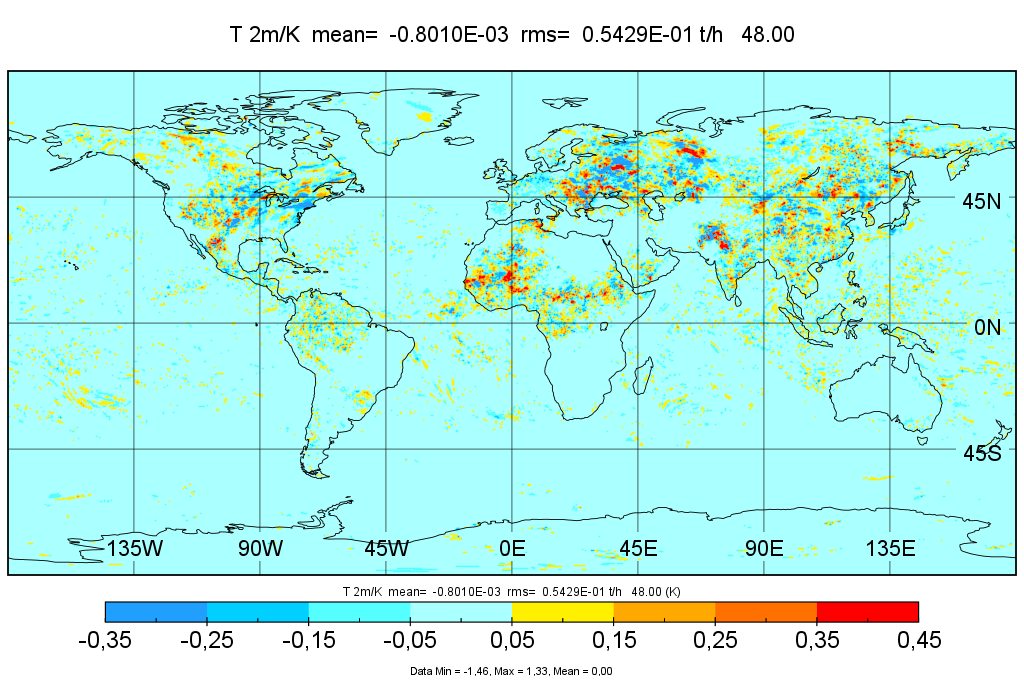 T 2m/K mean= -0.8010E-03 rms= 0.5429E-01 t/h 48.00
45N
0N
45S
135W 90W 45W 0E 45E 90E 135E
T 2m/K mean= -0.8010E-03 rms= 0.5429E-01 t/h 48.00 (K)
-0,35 -0,25 -0,15 -0,05 0,05 0,15 0,25 0,35 0,45
Data Min = -1,46, Max = 1,33, Mean = 0,00